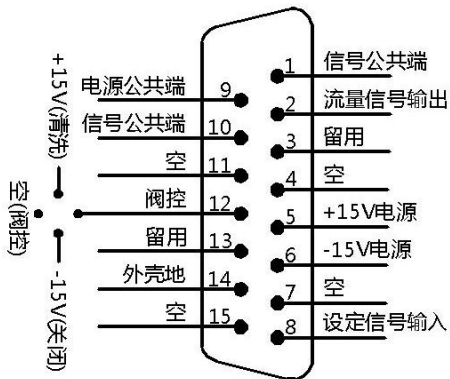 +15V(清洗)
空(阀控)
-15V(关闭)
电源公共端 9
信号公共端 10
空 11
阀控 12
留用 13
外壳地 14
空 15
1 信号公共端
2 流量信号输出
3 留用
4 空
5 +15V电源
6 -15V电源
7 空
8 设定信号输入